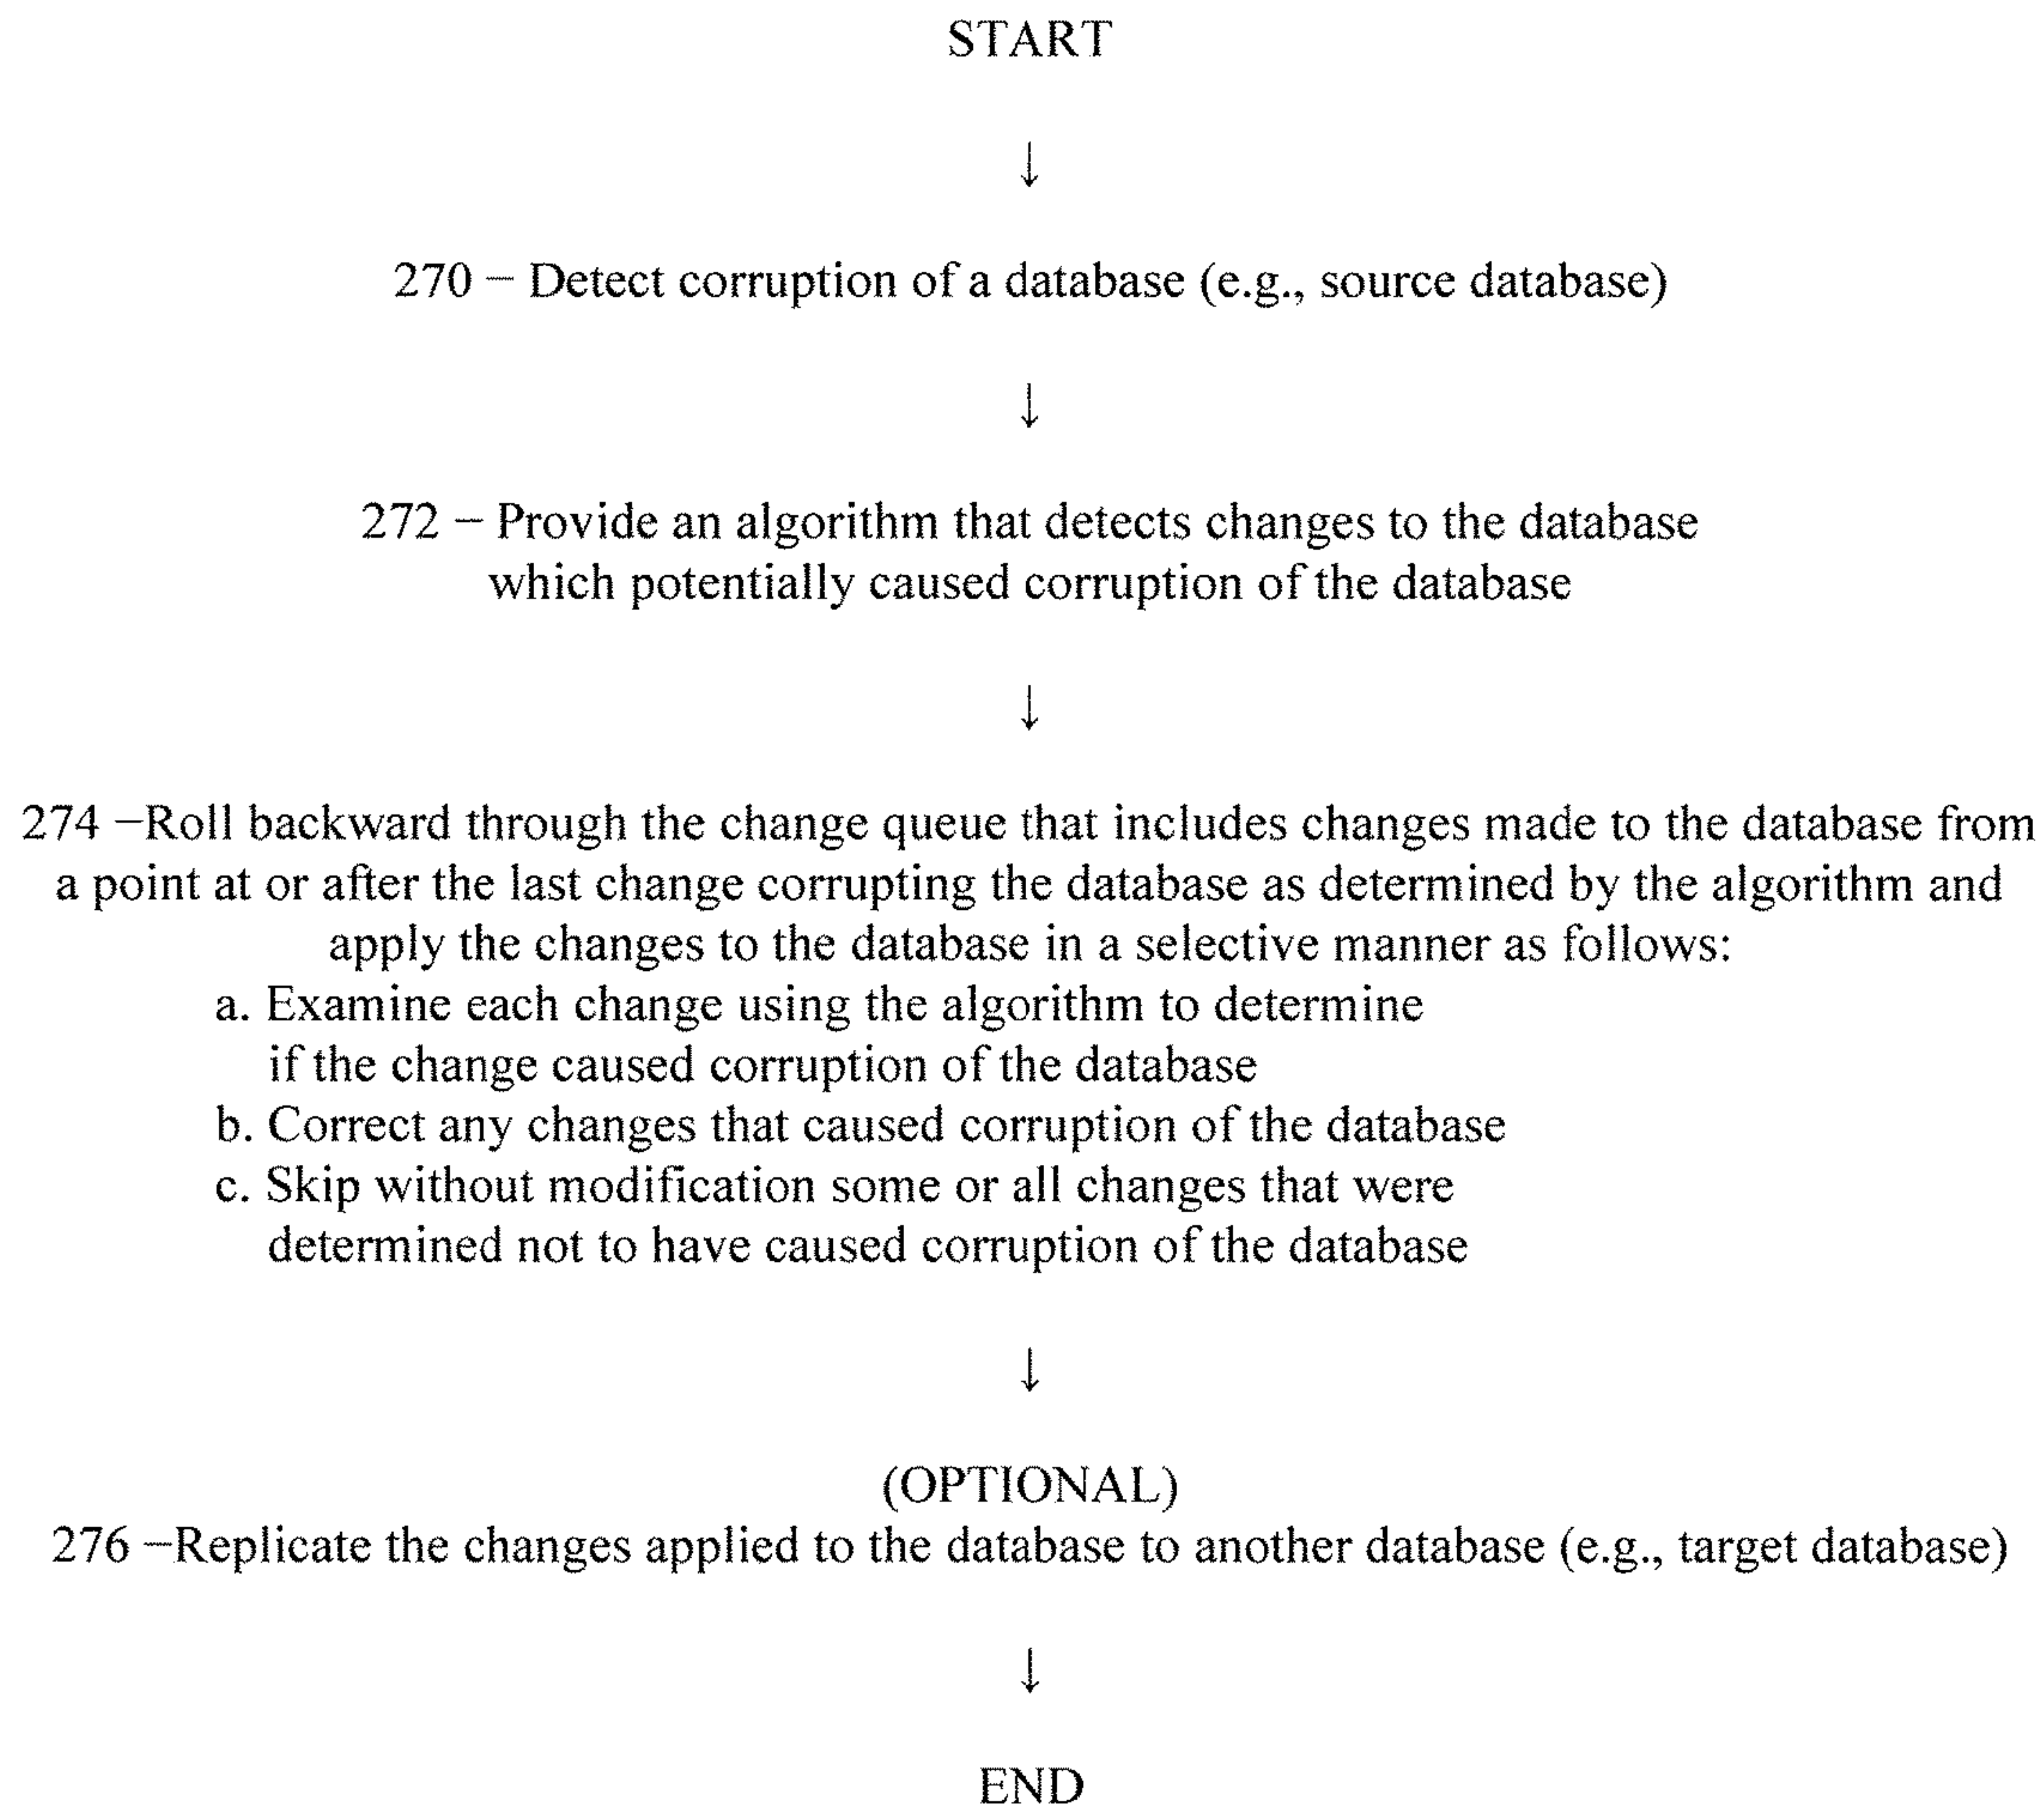 START
↓
270 – Detect corruption of a database (e.g., source database)
↓
272 – Provide an algorithm that detects changes to the database
which potentially caused corruption of the database
↓
274 –Roll backward through the change queue that includes changes made to the database from
a point at or after the last change corrupting the database as determined by the algorithm and
apply the changes to the database in a selective manner as follows:
a. Examine each change using the algorithm to determine
if the change caused corruption of the database
b. Correct any changes that caused corruption of the database
c. Skip without modification some or all changes that were
determined not to have caused corruption of the database
↓
(OPTIONAL)
276 –Replicate the changes applied to the database to another database (e.g., target database)
↓
END